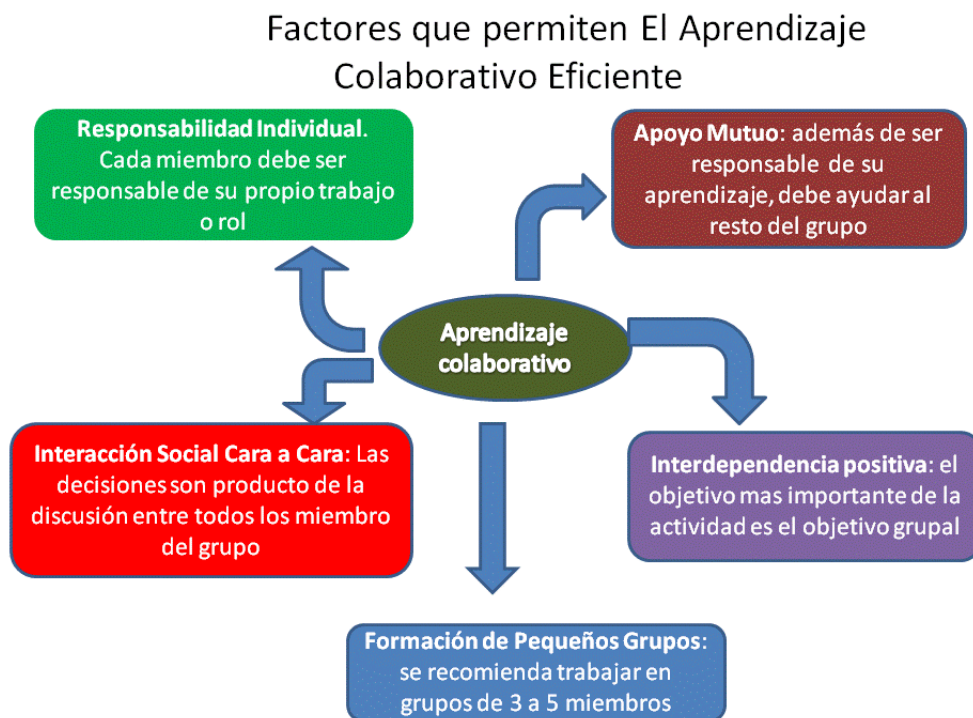 Factores que permiten El Aprendizaje
Colaborativo Eficiente
Responsabilidad Individual.
Cada miembro debe ser
responsable de su propio trabajo
o rol
Apoyo Mutuo: además de ser
responsable de su
aprendizaje, debe ayudar al
resto del grupo
Aprendizaje
colaborativo
Interacción Social Cara a Cara: Las
decisiones son producto de la
discusión entre todos los miembro
del grupo
Interdependencia positiva: el
objetivo mas importante de la
actividad es el objetivo grupal
Formación de Pequeños Grupos:
se recomienda trabajar en
grupos de 3 a 5 miembros